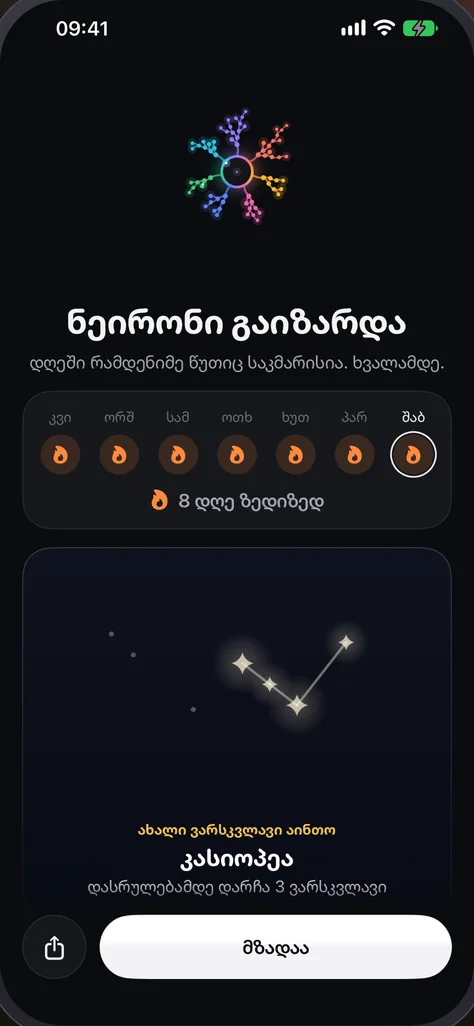 09:41
ნეირონი გაიზარდა
დღეში რამდენიმე წუთიც საკმარისია. ხვალამდე.
კვი ორშ სამ ოთხ ხუთ პარ შაბ
8 დღე ზედიზედ
ახალი ვარსკვლავი აინთო
კასიოპეა
დასრულებამდე დარჩა 3 ვარსკვლავი
მზადაა